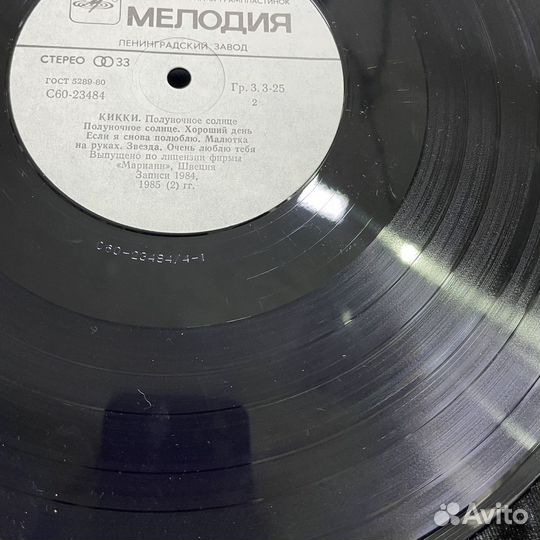 ГРАМПЛАСТИНОК
МЕЛОДИЯ
ЛЕНИНГРАДСКИЙ ЗАВОД
СТЕРЕО 33
ГОСТ 5289-80
Гр. 3. 3-25
С60-23484
2
КИККИ. Полуночное солнце
Полуночное солнце. Хороший день
Если я снова полюблю. Малютка
на руках. Звезда. Очень люблю тебя
Выпущено по лицензии фирмы
«Марианн», Швеция
Записи 1984,
1985 (2) гг.
С60-23484/4-1
Avito